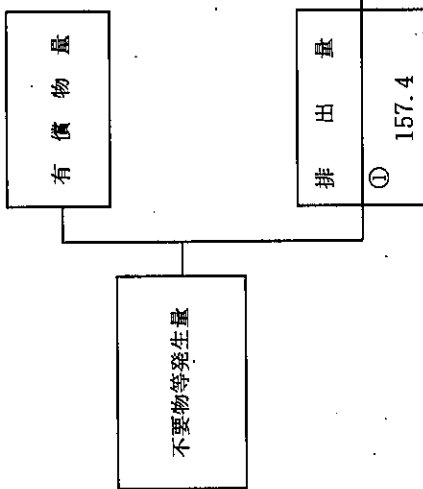 不要物等発生量
有償物量
排出量
①
157.4